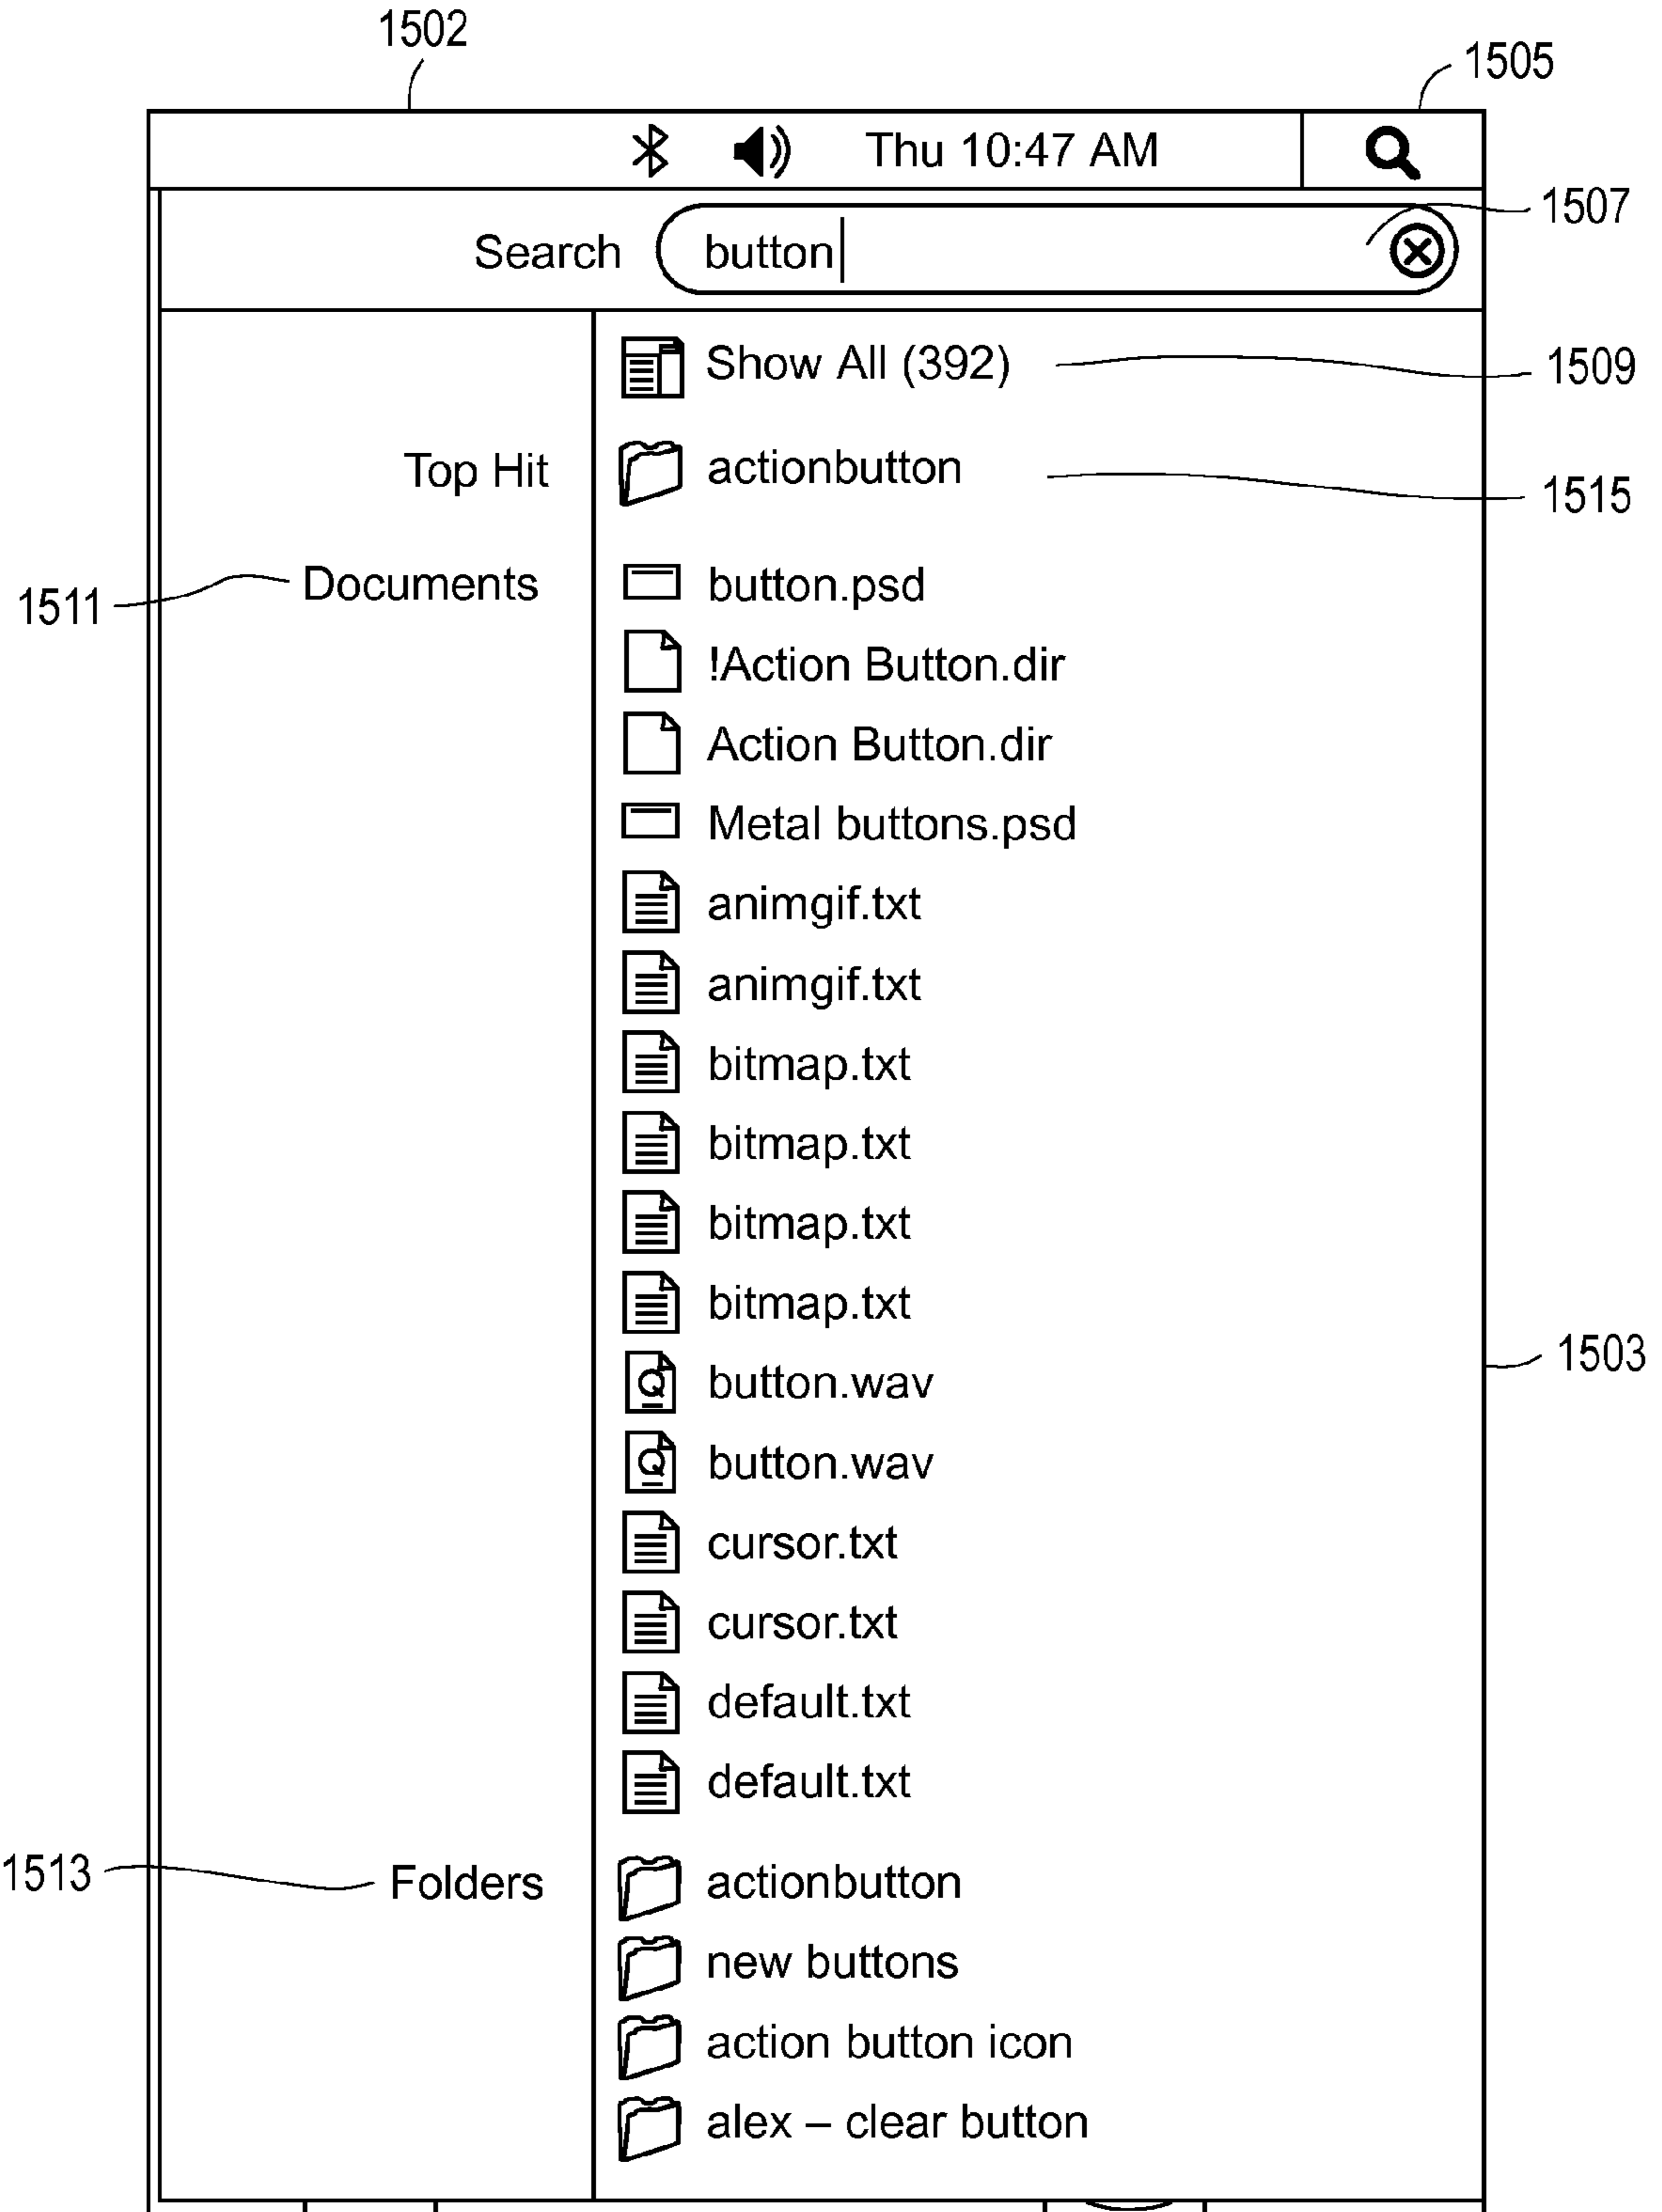 1502
1505
Thu 10:47 AM
1507
Search button
Show All (392)
1509
Top Hit actionbutton
1515
1511
Documents button.psd
!Action Button.dir
Action Button.dir
Metal buttons.psd
animgif.txt
animgif.txt
bitmap.txt
bitmap.txt
bitmap.txt
bitmap.txt
1503
button.wav
button.wav
cursor.txt
cursor.txt
default.txt
default.txt
1513
Folders actionbutton
new buttons
action button icon
alex – clear button